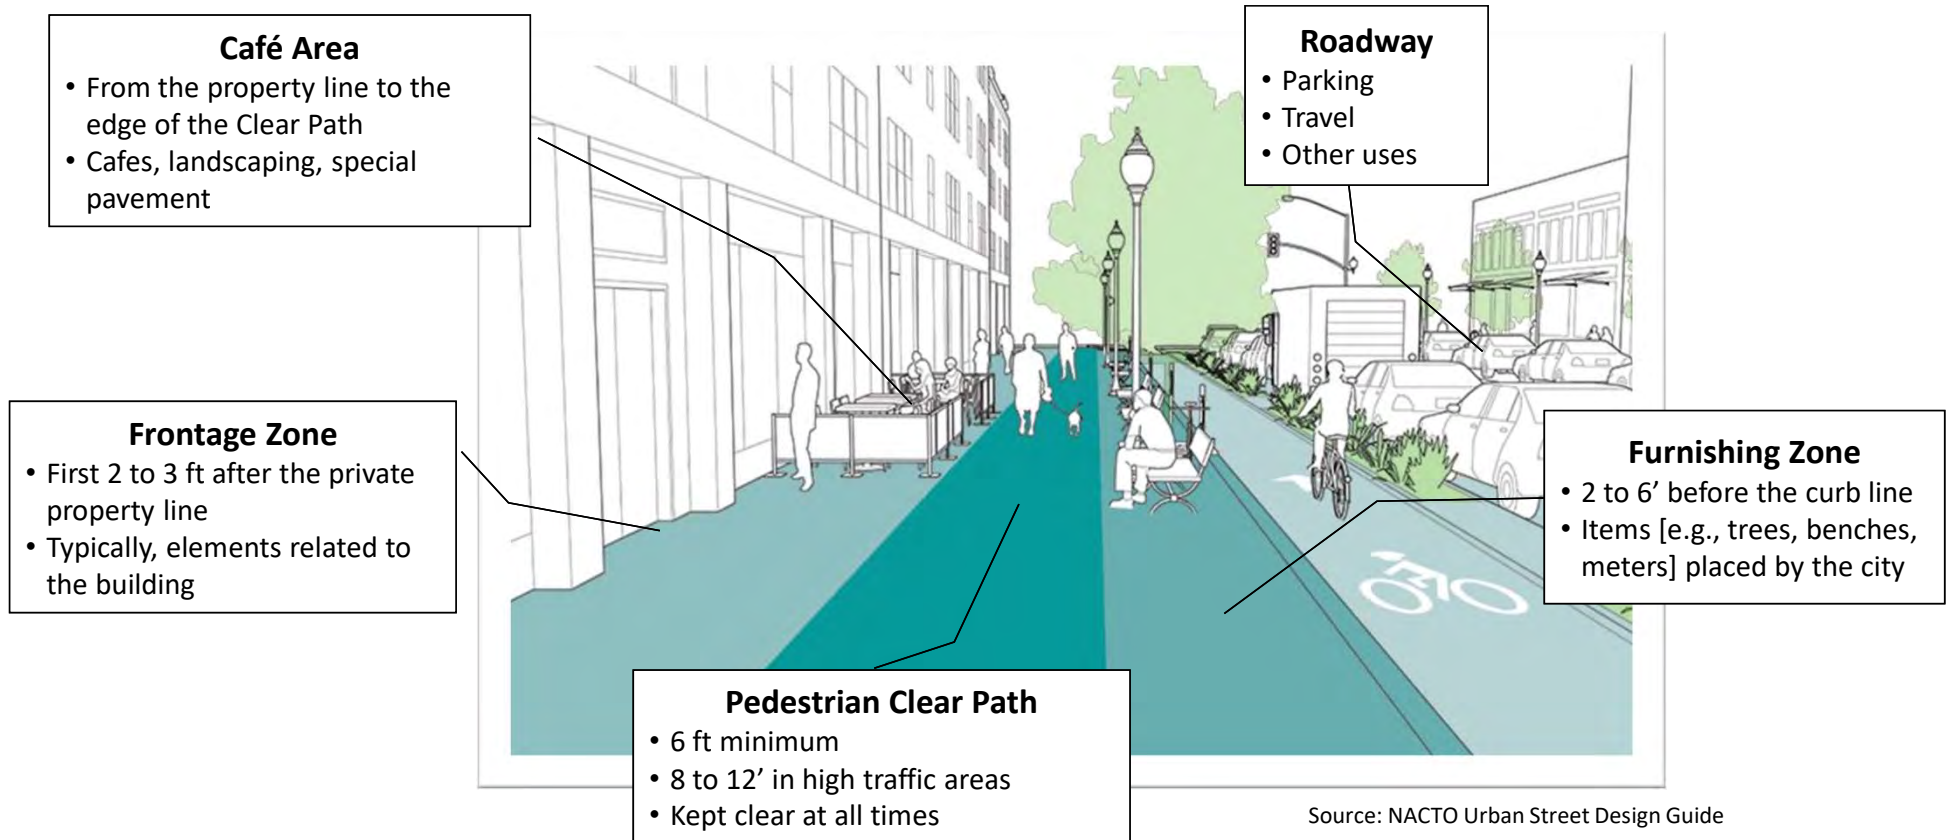 Café Area
• From the property line to the
edge of the Clear Path
• Cafes, landscaping, special
pavement
Roadway
• Parking
• Travel
• Other uses
Frontage Zone
• First 2 to 3 ft after the private
property line
• Typically, elements related to
the building
Furnishing Zone
• 2 to 6’ before the curb line
• Items [e.g., trees, benches,
meters] placed by the city
Pedestrian Clear Path
• 6 ft minimum
• 8 to 12’ in high traffic areas
• Kept clear at all times
Source: NACTO Urban Street Design Guide